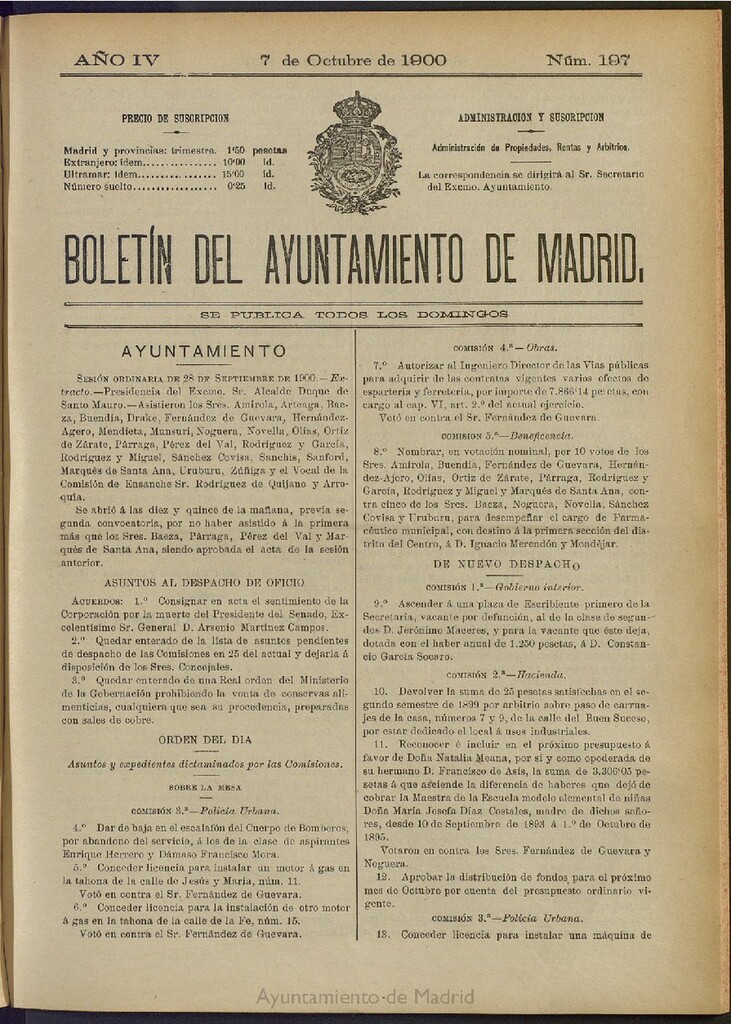 AÑO IV 7 de Octubre de 1900 Núm. 197
PRECIO DE SUSCRIPCION
Madrid y provincias: trimestre. 1'50 pesetas
Extranjero: ídem................ 10'00 id.
Ultramar: ídem.................. 15'00 id.
Número suelto................ 0'25 id.
ADMINISTRACION Y SUSCRIPCION
Administración de Propiedades, Rentas y Arbitrios.
La correspondencia se dirigirá al Sr. Secretario
del Excmo. Ayuntamiento.
BOLETÍN DEL AYUNTAMIENTO DE MADRID.
SE PUBLICA TODOS LOS DOMINGOS
AYUNTAMIENTO
SESIÓN ORDINARIA DE 28 DE SEPTIEMBRE DE 1900.—Ex-
tracto.—Presidencia del Excmo. Sr. Alcalde Duque de
Santo Mauro.—Asistieron los Sres. Amírola, Arteaga, Bae-
za, Buendía, Drake, Fernández de Guevara, Hernández-
Agero, Mendieta, Munsuri, Noguera, Novella, Olías, Ortiz
de Zárate, Párraga, Pérez del Val, Rodríguez y García,
Rodríguez y Miguel, Sánchez Covisa, Sanchis, Sanford,
Marqués de Santa Ana, Uruburu, Zúñiga y el Vocal de la
Comisión de Ensanche Sr. Rodríguez de Quijano y Arro-
quía.
Se abrió á las diez y quince de la mañana, previa se-
gunda convocatoria, por no haber asistido á la primera
más que los Sres. Baeza, Párraga, Pérez del Val y Mar-
qués de Santa Ana, siendo aprobada el acta de la sesión
anterior.
ASUNTOS AL DESPACHO DE OFICIO
ACUERDOS: 1.º Consignar en acta el sentimiento de la
Corporación por la muerte del Presidente del Senado, Ex-
celentísimo Sr. General D. Arsenio Martínez Campos.
2.º Quedar enterado de la lista de asuntos pendientes
de despacho de las Comisiones en 25 del actual y dejarla á
disposición de los Sres. Concejales.
3.º Quedar enterado de una Real orden del Ministerio
de la Gobernación prohibiendo la venta de conservas ali-
menticias, cualquiera que sea su procedencia, preparadas
con sales de cobre.
ORDEN DEL DIA
Asuntos y expedientes dictaminados por las Comisiones.
SOBRE LA MESA
COMISIÓN 3.ª—Policía Urbana.
4.º Dar de baja en el escalafón del Cuerpo de Bomberos,
por abandono del servicio, á los de la clase de aspirantes
Enrique Herrero y Dámaso Francisco Mora.
5.º Conceder licencia para instalar un motor á gas en
la tahona de la calle de Jesús y María, núm. 11.
Votó en contra el Sr. Fernández de Guevara.
6.º Conceder licencia para la instalación de otro motor
á gas en la tahona de la calle de la Fe, núm. 15.
Votó en contra el Sr. Fernández de Guevara.
COMISIÓN 4.ª—Obras.
7.º Autorizar al Ingeniero Director de las Vías públicas
para adquirir de las contratas vigentes varios efectos de
espartería y ferretería, por importe de 7.866'14 pesetas, con
cargo al cap. VI, art. 2.º del actual ejercicio.
Votó en contra el Sr. Fernández de Guevara.
COMISION 5.ª—Beneficencia.
8.º Nombrar, en votación nominal, por 10 votos de los
Sres. Amírola, Buendía, Fernández de Guevara, Hernán-
dez-Ajero, Olías, Ortiz de Zárate, Párraga, Rodríguez y
García, Rodríguez y Miguel y Marqués de Santa Ana, con-
tra cinco de los Sres. Baeza, Noguera, Novella, Sánchez
Covisa y Uruburu, para desempeñar el cargo de Farma-
céutico municipal, con destino á la primera sección del dis-
trito del Centro, á D. Ignacio Merendón y Mondéjar.
DE NUEVO DESPACHO
COMISIÓN 1.ª—Gobierno interior.
9.º Ascender á una plaza de Escribiente primero de la
Secretaría, vacante por defunción, al de la clase de segun-
dos D. Jerónimo Maceres, y para la vacante que éste deja,
dotada con el haber anual de 1.250 pesetas, á D. Constan-
cio García Socaro.
COMISIÓN 2.ª—Hacienda.
10. Devolver la suma de 25 pesetas satisfechas en el se-
gundo semestre de 1899 por arbitrio sobre paso de carrua-
jes de la casa, números 7 y 9, de la calle del Buen Suceso,
por estar dedicado el local á usos industriales.
11. Reconocer é incluir en el próximo presupuesto á
favor de Doña Natalia Meana, por sí y como apoderada de
su hermano D. Francisco de Asís, la suma de 3.306'05 pe-
setas á que asciende la diferencia de haberes que dejó de
cobrar la Maestra de la Escuela modelo elemental de niñas
Doña María Josefa Díaz Costales, madre de dichos seño-
res, desde 10 de Septiembre de 1893 á 1.º de Octubre de
1895.
Votaron en contra los Sres. Fernández de Guevara y
Noguera.
12. Aprobar la distribución de fondos para el próximo
mes de Octubre por cuenta del presupuesto ordinario vi-
gente.
COMISIÓN 3.ª—Policía Urbana.
13. Conceder licencia para instalar una máquina de
Ayuntamiento de Madrid